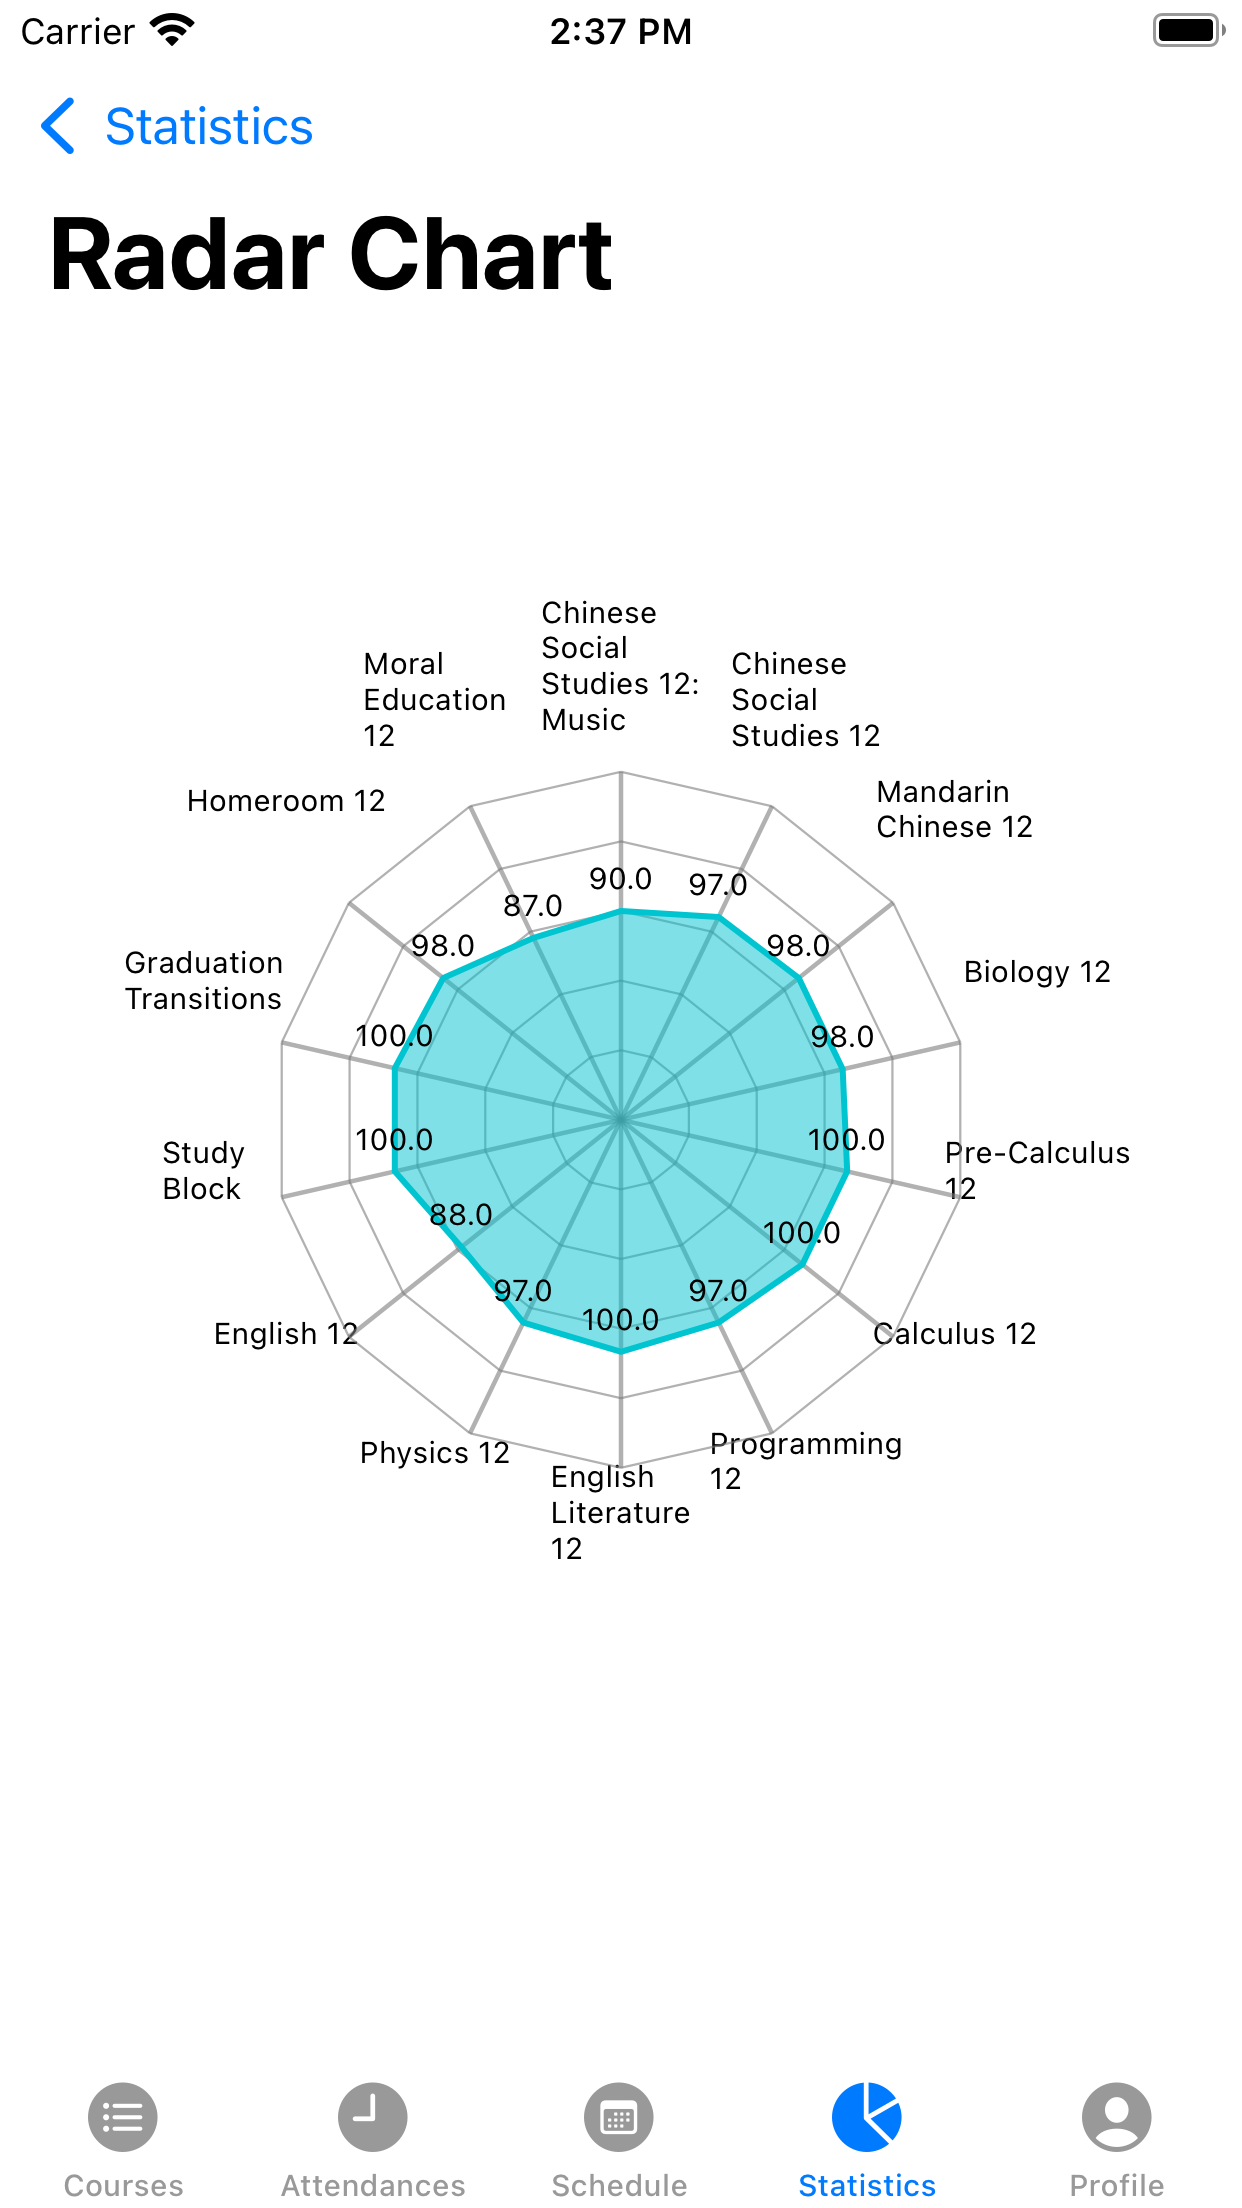 Carrier 2:37 PM
Statistics
Radar Chart
Chinese
Social
Studies 12:
Music
Moral
Education
12
Chinese
Social
Studies 12
Homeroom 12
Mandarin
Chinese 12
90.0
97.0
87.0
98.0
98.0
Graduation
Transitions
Biology 12
100.0
98.0
100.0
100.0
Study
Block
Pre-Calculus
12
88.0
100.0
97.0
97.0
100.0
English 12
Calculus 12
Physics 12
Programming
12
English
Literature
12
Courses
Attendances
Schedule
Statistics
Profile